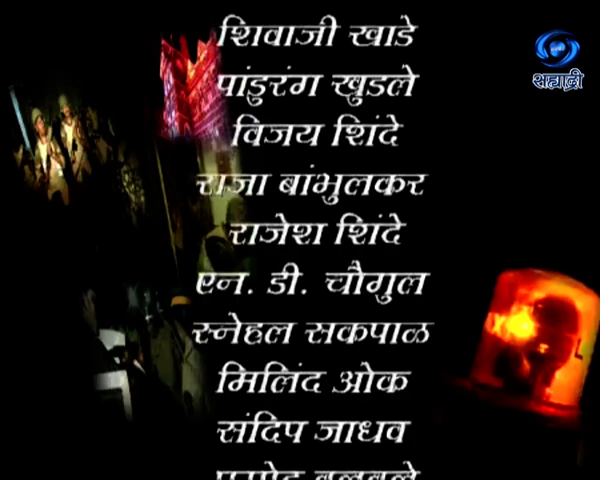 शिवाजी खाडे
सह्याद्री
पांडुरंग खुडले
विजय शिंदे
राजा बांभुलकर
राजेश शिंदे
एन. डी. चौगुल
स्नेहल सकपाळ
मिलिंद ओक
संदिप जाधव